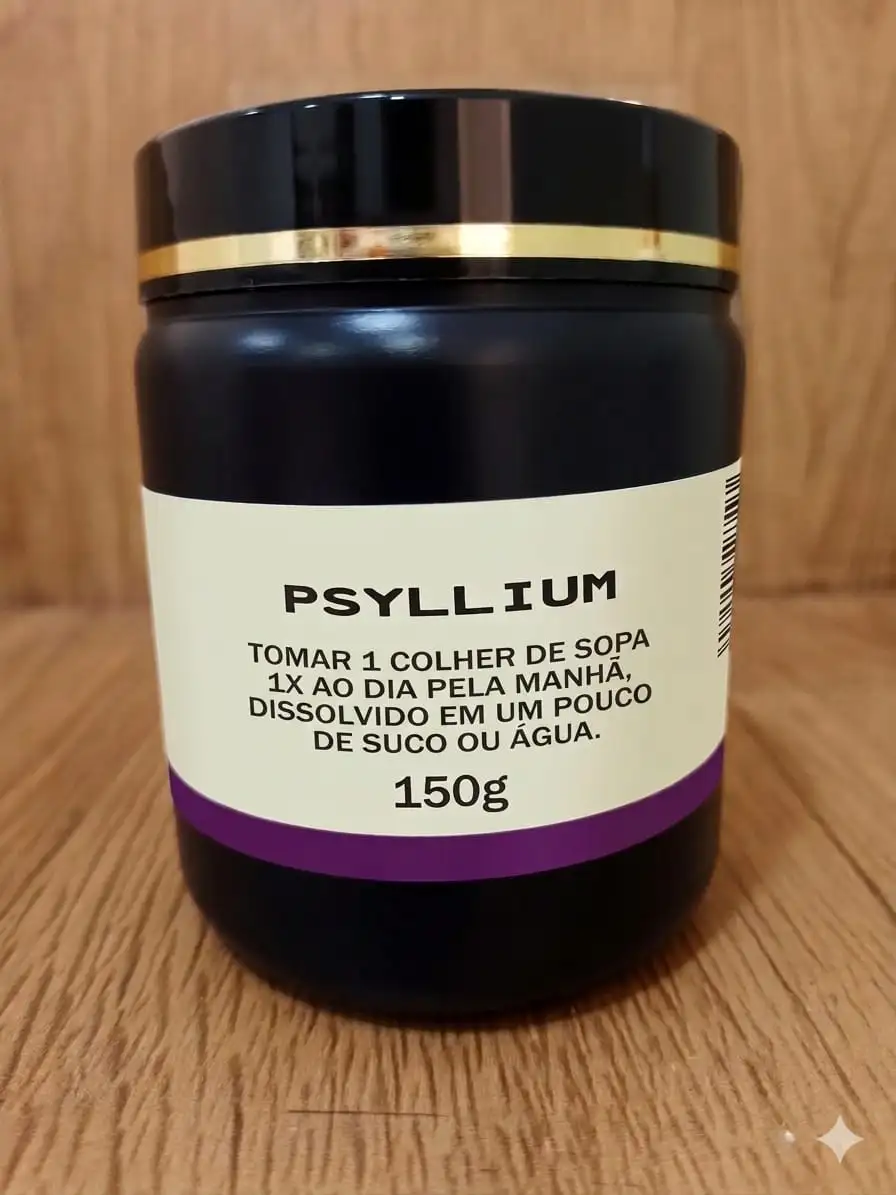 PSYLLIUM
TOMAR 1 COLHER DE SOPA
1X AO DIA PELA MANHÃ,
DISSOLVIDO EM UM POUCO
DE SUCO OU ÁGUA.
150g